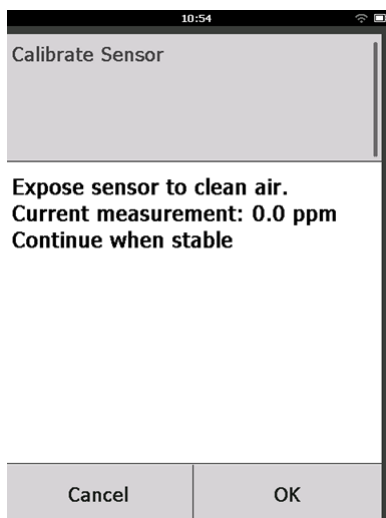 10:54
Calibrate Sensor
Expose sensor to clean air.
Current measurement: 0.0 ppm
Continue when stable
Cancel
OK